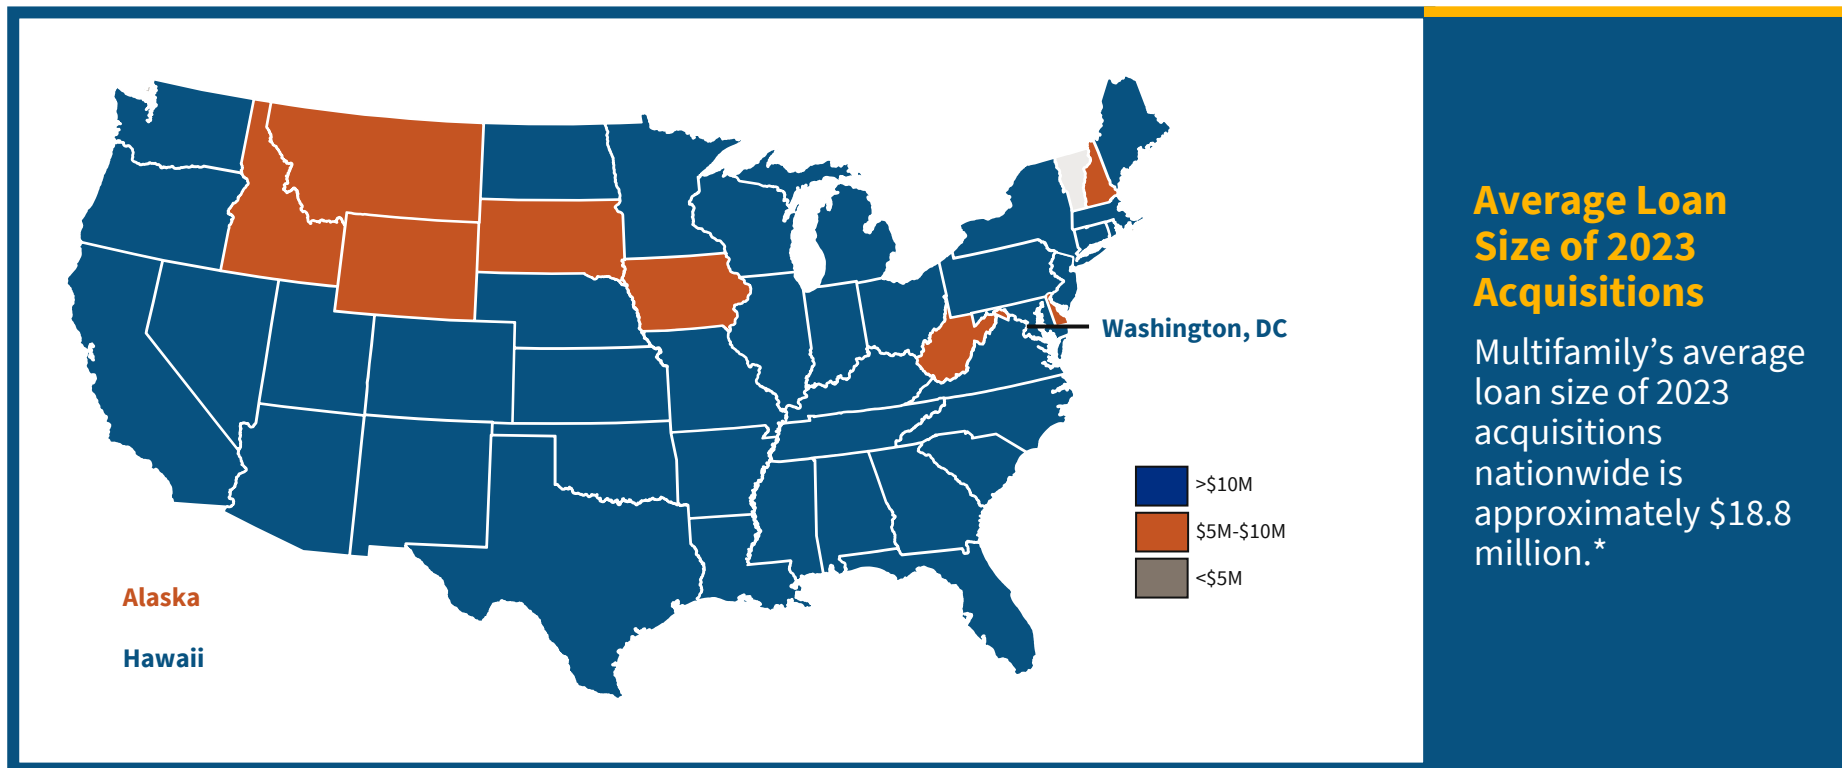 Average Loan
Size of 2023
Acquisitions
Multifamily’s average
loan size of 2023
acquisitions
nationwide is
approximately $18.8
million.*
Washington, DC
>$10M
$5M-$10M
<$5M
Alaska
Hawaii